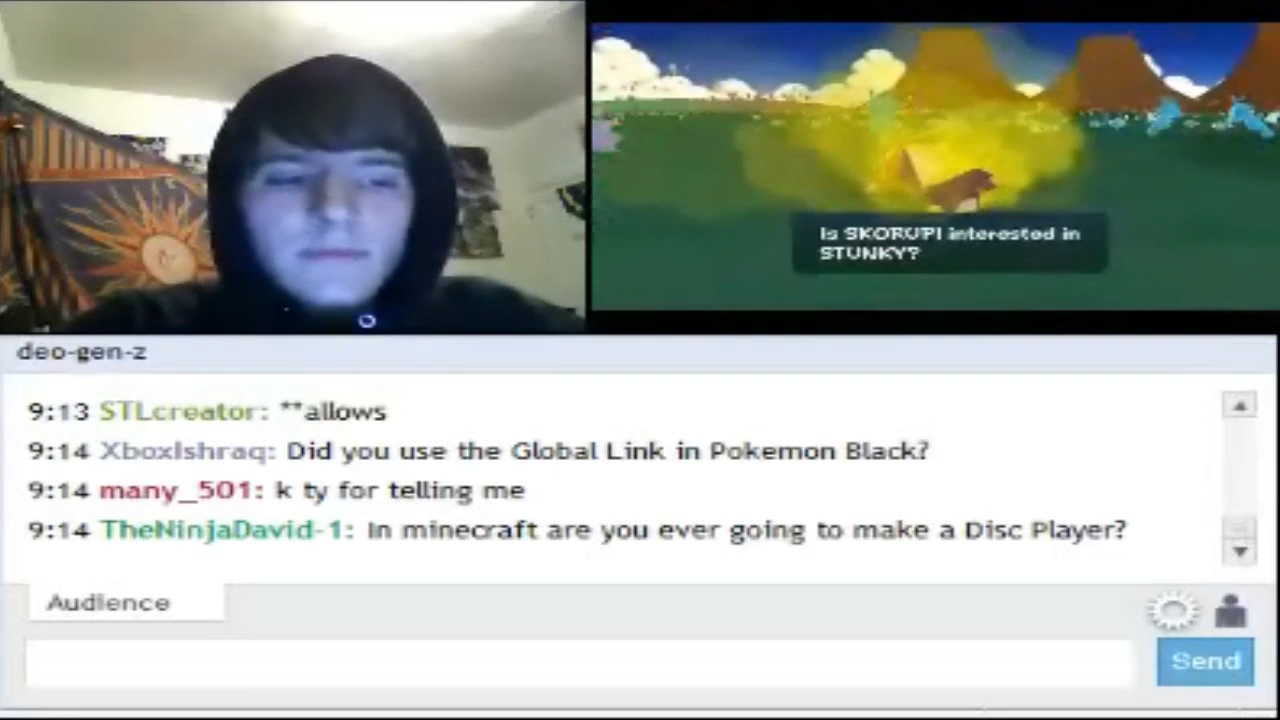 Is SKORUPI interested in
STUNKY?
deo-gen-z
9:13 STLcreator: **allows
9:14 XboxIshraq: Did you use the Global Link in Pokemon Black?
9:14 many_501: k ty for telling me
9:14 TheNinjaDavid-1: In minecraft are you ever going to make a Disc Player?
Audience
Send